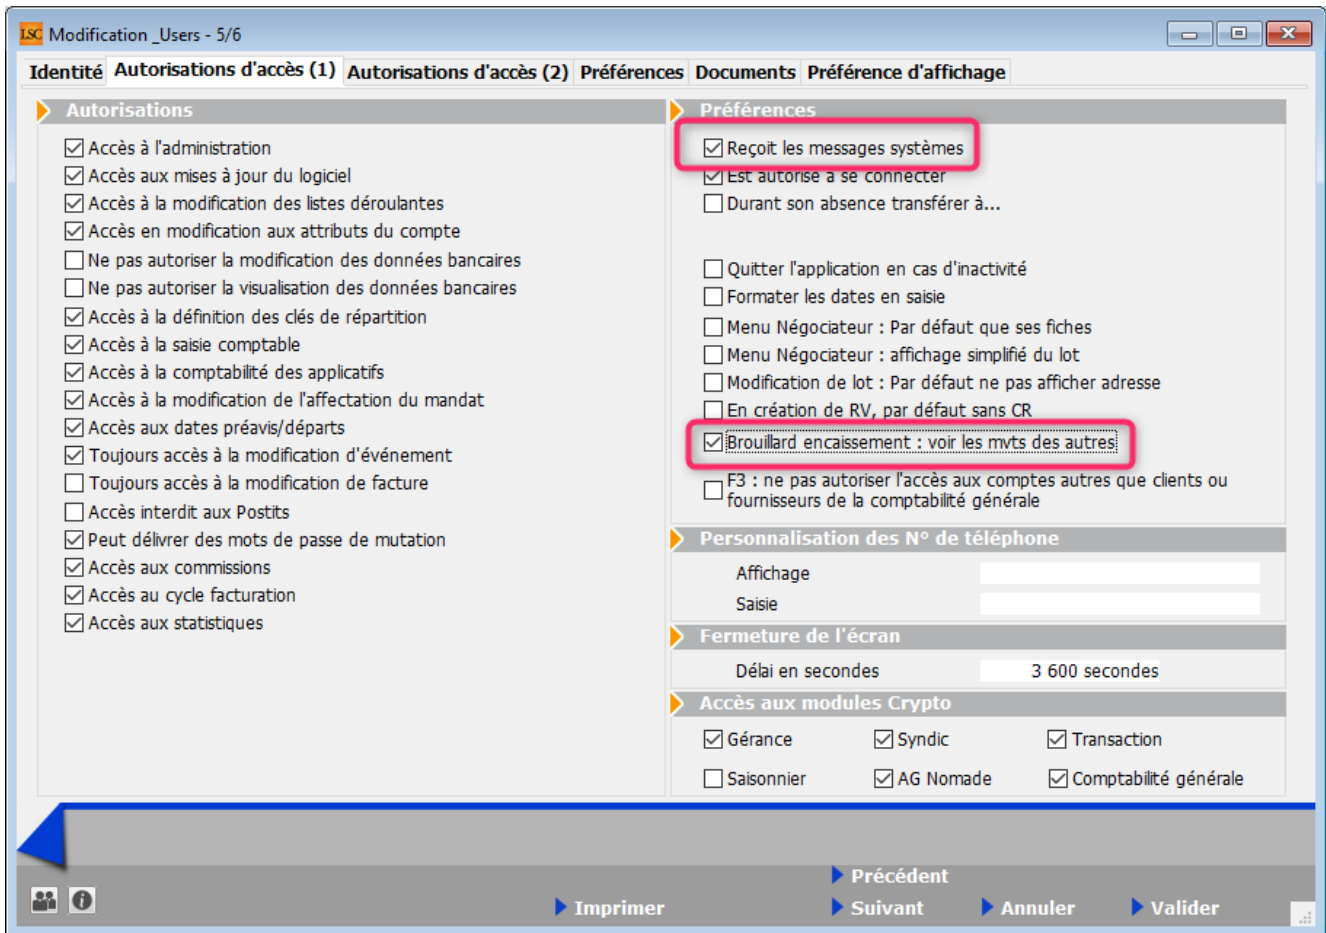 LSC Modification _Users - 5/6
Identité Autorisations d'accès (1) Autorisations d'accès (2) Préférences Documents Préférence d'affichage
Autorisations
Accès à l'administration
Accès aux mises à jour du logiciel
Accès à la modification des listes déroulantes
Accès en modification aux attributs du compte
Ne pas autoriser la modification des données bancaires
Ne pas autoriser la visualisation des données bancaires
Accès à la définition des clés de répartition
Accès à la saisie comptable
Accès à la comptabilité des applicatifs
Accès à la modification de l'affectation du mandat
Accès aux dates préavis/départs
Toujours accès à la modification d'événement
Toujours accès à la modification de facture
Accès interdit aux Postits
Peut délivrer des mots de passe de mutation
Accès aux commissions
Accès au cycle facturation
Accès aux statistiques
Préférences
Reçoit les messages systèmes
Est autorisé à se connecter
Durant son absence transférer à...
Quitter l'application en cas d'inactivité
Formater les dates en saisie
Menu Négociateur : Par défaut que ses fiches
Menu Négociateur : affichage simplifié du lot
Modification de lot : Par défaut ne pas afficher adresse
En création de RV, par défaut sans CR
Brouillard encaissement : voir les mvts des autres
F3 : ne pas autoriser l'accès aux comptes autres que clients ou
fournisseurs de la comptabilité générale
Personnalisation des N° de téléphone
Affichage
Saisie
Fermeture de l'écran
Délai en secondes 3 600 secondes
Accès aux modules Crypto
Gérance Syndic Transaction
Saisonnier AG Nomade Comptabilité générale
Précédent
Imprimer Suivant Annuler Valider